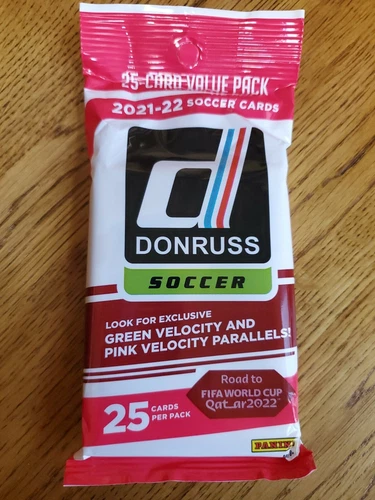 25-CARD VALUE PACK
2021-22 SOCCER CARDS
d
DONRUSS
SOCCER
LOOK FOR EXCLUSIVE
GREEN VELOCITY AND
PINK VELOCITY PARALLELS!
Road to
FIFA WORLD CUP
Qat_ar2022
25 CARDS
PER PACK
PANINI